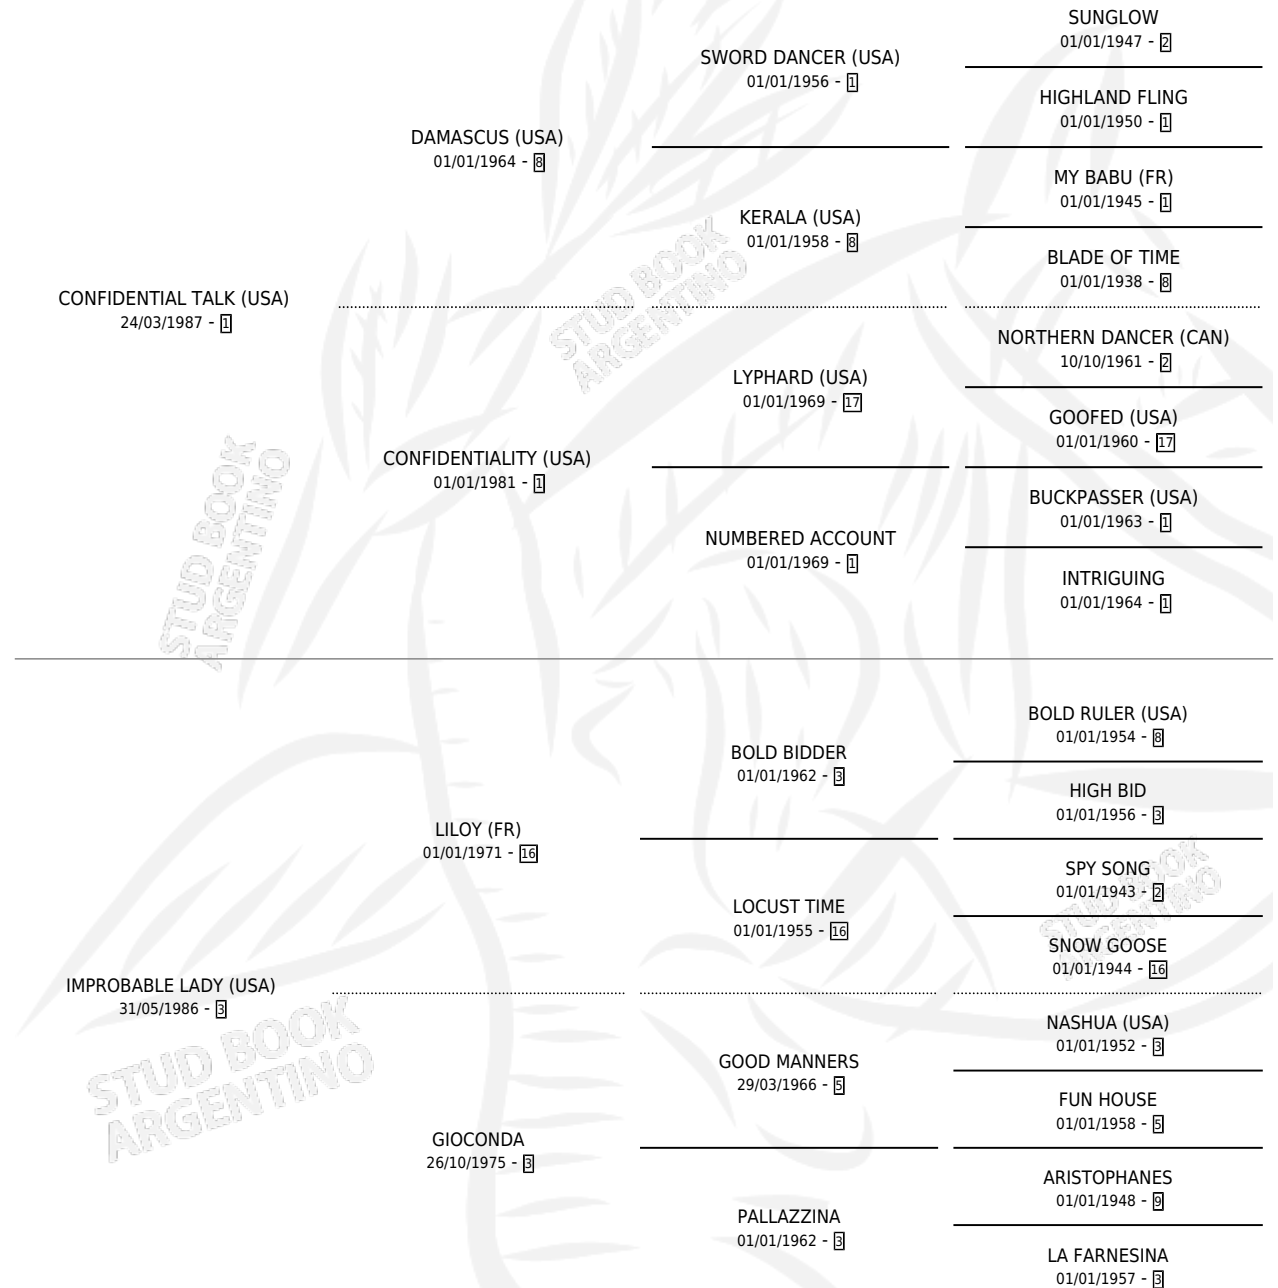 SUNGLOW
01/01/1947 - 2
SWORD DANCER (USA)
01/01/1956 - 1
HIGHLAND FLING
01/01/1950 - 1
DAMASCUS (USA)
01/01/1964 - 8
MY BABU (FR)
01/01/1945 - 1
KERALA (USA)
01/01/1958 - 8
BLADE OF TIME
01/01/1938 - 8
CONFIDENTIAL TALK (USA)
24/03/1987 - 1
NORTHERN DANCER (CAN)
10/10/1961 - 2
LYPHARD (USA)
01/01/1969 - 17
GOOFED (USA)
01/01/1960 - 17
CONFIDENTIALITY (USA)
01/01/1981 - 1
BUCKPASSER (USA)
01/01/1963 - 1
NUMBERED ACCOUNT
01/01/1969 - 1
INTRIGUING
01/01/1964 - 1
BOLD RULER (USA)
01/01/1954 - 8
BOLD BIDDER
01/01/1962 - 3
HIGH BID
01/01/1956 - 3
LILOY (FR)
01/01/1971 - 16
SPY SONG
01/01/1943 - 2
LOCUST TIME
01/01/1955 - 16
SNOW GOOSE
01/01/1944 - 16
IMPROBABLE LADY (USA)
31/05/1986 - 3
NASHUA (USA)
01/01/1952 - 3
GOOD MANNERS
29/03/1966 - 5
FUN HOUSE
01/01/1958 - 5
GIOCONDA
26/10/1975 - 3
ARISTOPHANES
01/01/1948 - 9
PALLAZZINA
01/01/1962 - 3
LA FARNESINA
01/01/1957 - 3
STUD BOOK
ARGENTINO
STUD BOOK
ARGENTINO
STUD BOOK
ARGENTINO
STUD BOOK
ARGENTINO